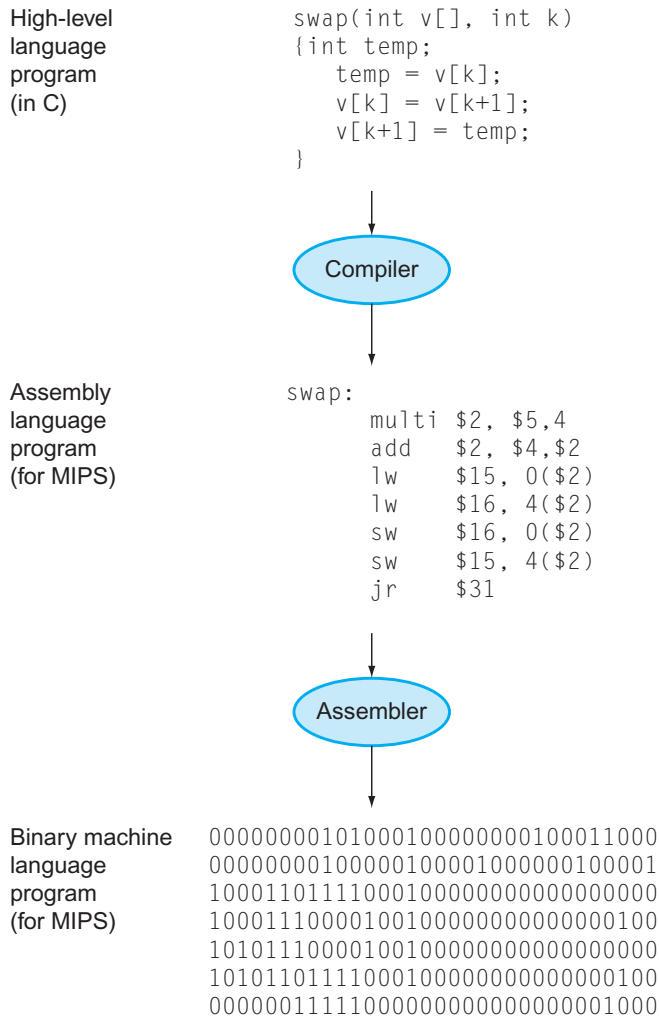 High-level
language
program
(in C)
swap(int v[], int k)
{int temp;
temp = v[k];
v[k] = v[k+1];
v[k+1] = temp;
}
Compiler
Assembly
language
program
(for MIPS)
swap:
multi $2, $5,4
add $2, $4,$2
lw $15, 0($2)
lw $16, 4($2)
sw $16, 0($2)
sw $15, 4($2)
jr $31
Assembler
Binary machine
language
program
(for MIPS)
00000000101000100000000100011000
00000000100000100001000000100001
10001101111000100000000000000000
10001110000100100000000000000100
10101110000100100000000000000000
10101101111000100000000000000100
00000011111000000000000000001000